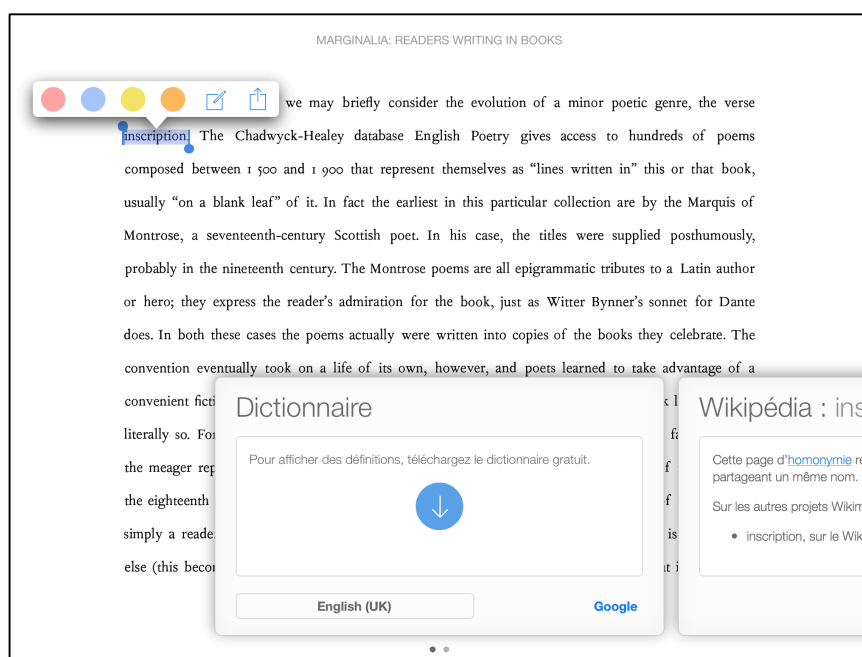 MARGINALIA: READERS WRITING IN BOOKS
we may briefly consider the evolution of a minor poetic genre, the verse
inscription. The Chadwyck-Healey database English Poetry gives access to hundreds of poems
composed between 1 500 and 1 900 that represent themselves as “lines written in” this or that book,
usually “on a blank leaf” of it. In fact the earliest in this particular collection are by the Marquis of
Montrose, a seventeenth-century Scottish poet. In his case, the titles were supplied posthumously,
probably in the nineteenth century. The Montrose poems are all epigrammatic tributes to a Latin author
or hero; they express the reader’s admiration for the book, just as Witter Bynner’s sonnet for Dante
does. In both these cases the poems actually were written into copies of the books they celebrate. The
convention eventually took on a life of its own, however, and poets learned to take advantage of a
convenient
literally so.
the meager
the eighteenth
simply a
else (this
Dictionnaire
Pour afficher des définitions, téléchargez le dictionnaire gratuit.
English (UK)
Google
Wikipédia : ins
Cette page d’homonymie re
partageant un même nom.
Sur les autres projets Wikim
• inscription, sur le Wik